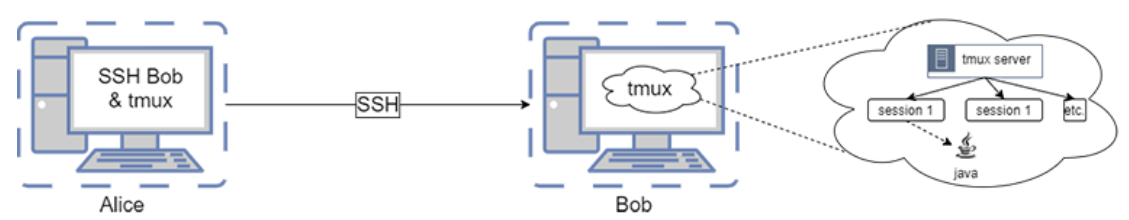 SSH Bob
& tmux
Alice
SSH
tmux
Bob
tmux server
session 1
session 1
etc.
java